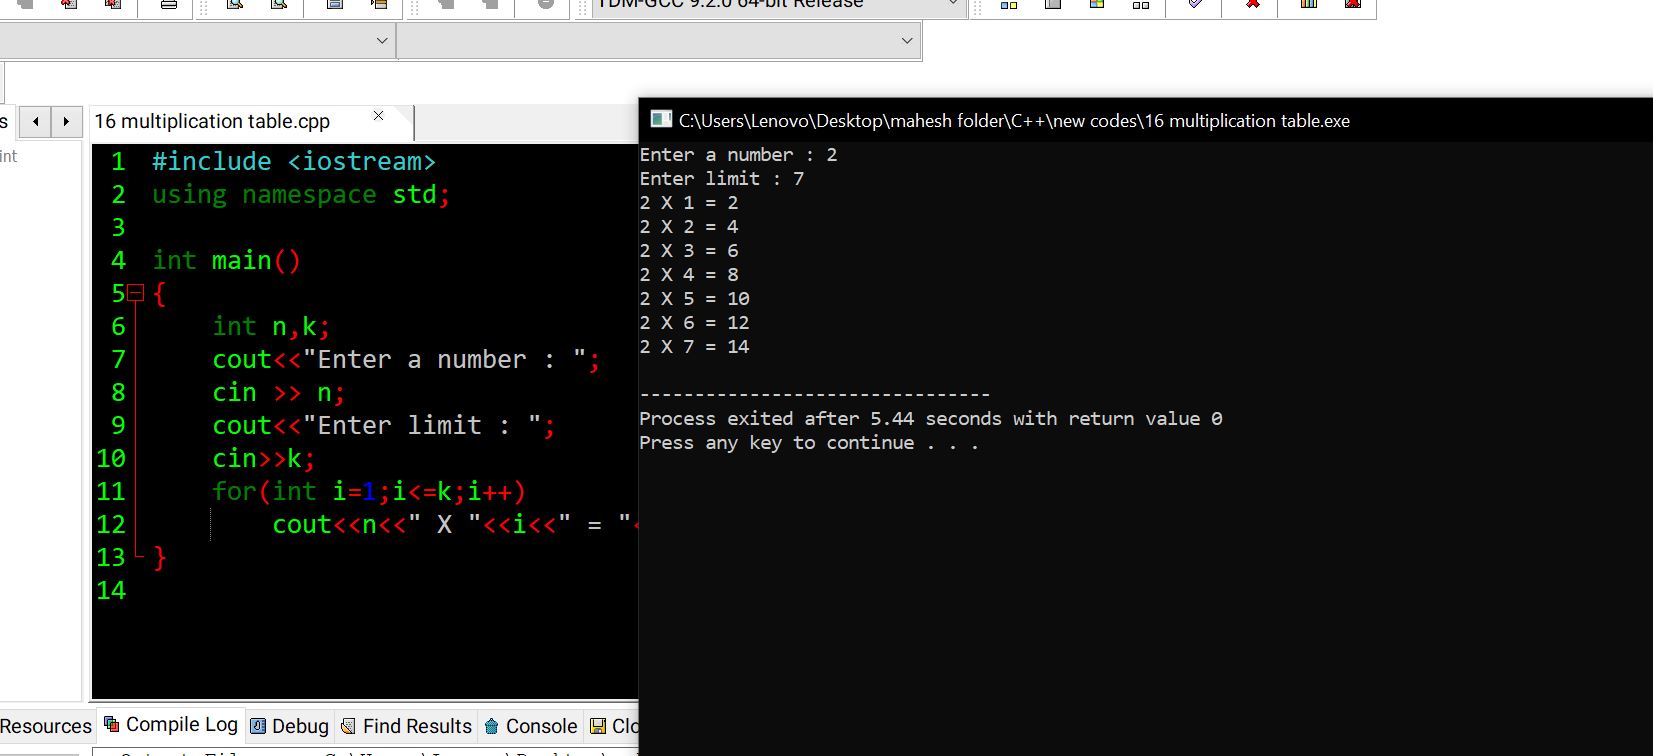 TDM-GCC 9.2.0 64-bit Release
s
16 multiplication table.cpp
int
1 #include <iostream>
2 using namespace std;
3
4 int main()
5 {
6 int n,k;
7 cout<<"Enter a number : ";
8 cin >> n;
9 cout<<"Enter limit : ";
10 cin>>k;
11 for(int i=1;i<=k;i++)
12 cout<<n<<" X "<<i<<" = "<
13 }
14
C:\Users\Lenovo\Desktop\mahesh folder\C++\new codes\16 multiplication table.exe
Enter a number : 2
Enter limit : 7
2 X 1 = 2
2 X 2 = 4
2 X 3 = 6
2 X 4 = 8
2 X 5 = 10
2 X 6 = 12
2 X 7 = 14
--------------------------------
Process exited after 5.44 seconds with return value 0
Press any key to continue . . .
Resources Compile Log Debug Find Results Console Clo